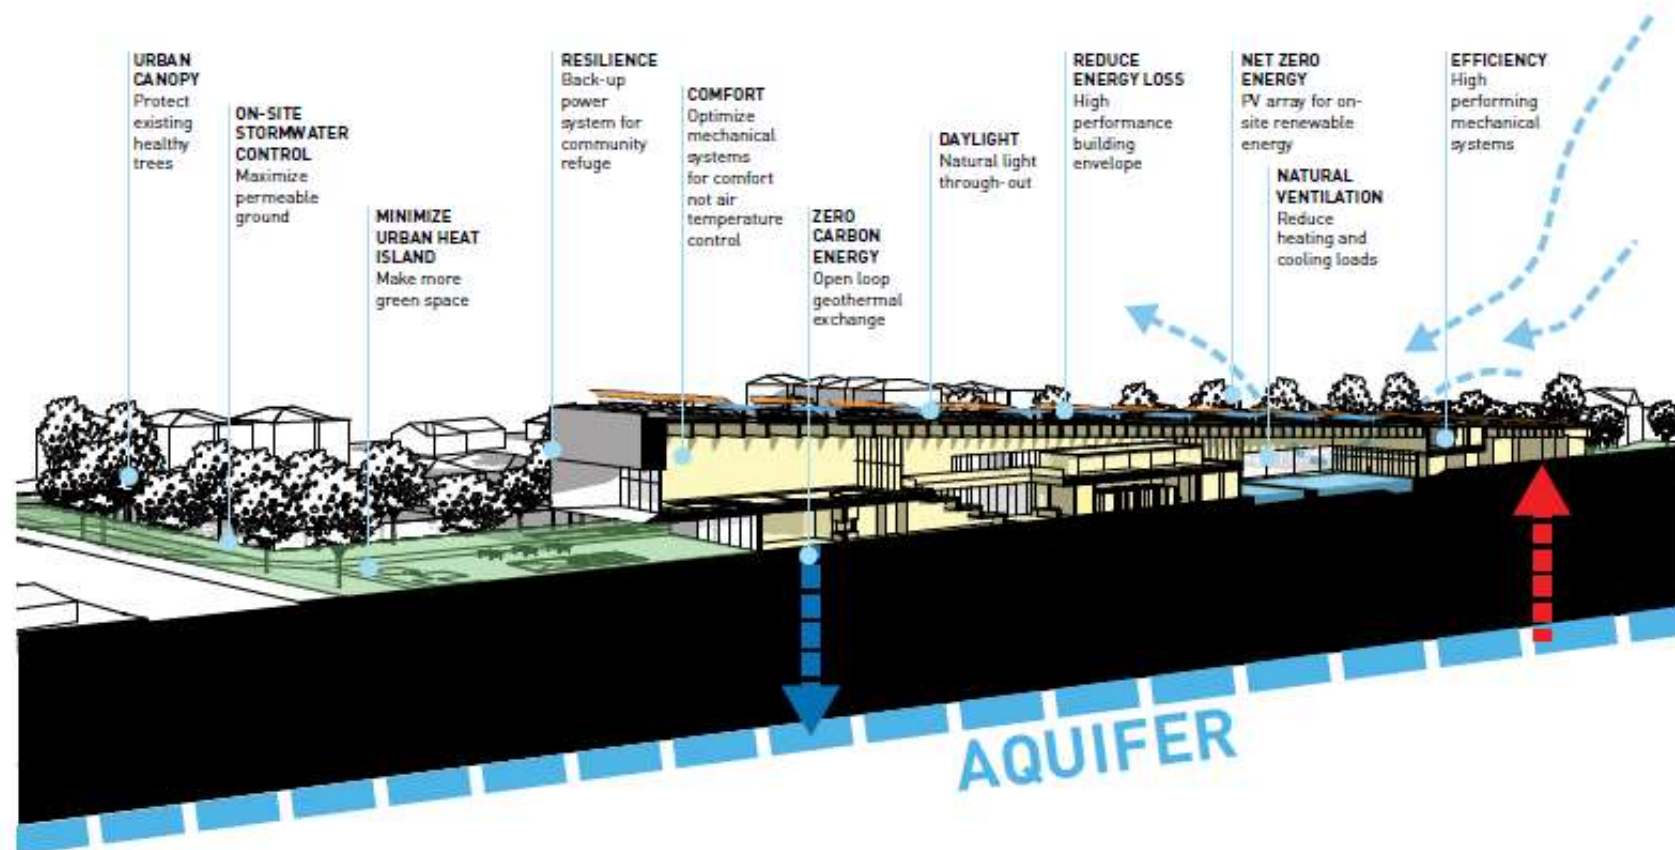 URBAN
CANOPY
Protect
existing
healthy
trees
ON-SITE
STORMWATER
CONTROL
Maximize
permeable
ground
MINIMIZE
URBAN HEAT
ISLAND
Make more
green space
RESILIENCE
Back-up
power
system for
community
refuge
COMFORT
Optimize
mechanical
systems
for comfort
not air
temperature
control
ZERO
CARBON
ENERGY
Open loop
geothermal
exchange
DAYLIGHT
Natural light
through-out
REDUCE
ENERGY LOSS
High
performance
building
envelope
NET ZERO
ENERGY
PV array for on-
site renewable
energy
NATURAL
VENTILATION
Reduce
heating and
cooling loads
EFFICIENCY
High
performing
mechanical
systems
AQUIFER